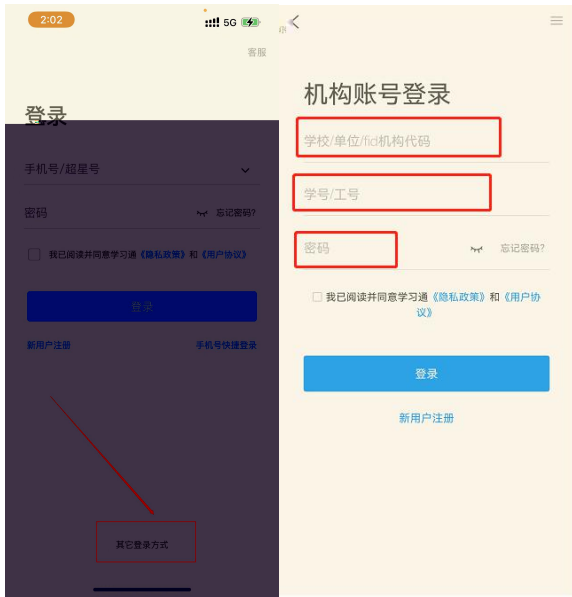 2:02
5G
客服
登录
手机号/超星号
密码
忘记密码?
我已阅读并同意学习通《隐私政策》和《用户协议》
登录
新用户注册
手机号快捷登录
其它登录方式
机构账号登录
学校/单位/fid机构代码
学号/工号
密码
忘记密码?
我已阅读并同意学习通《隐私政策》和《用户协
议》
登录
新用户注册